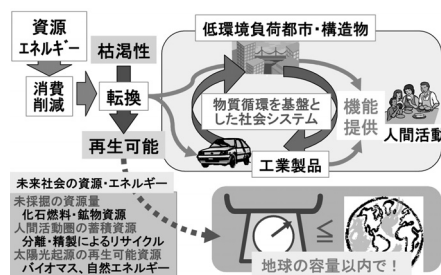 資源
エネルギー
枯渇性
消費
削減
転換
再生可能
低環境負荷都市・構造物
物質循環を基盤と
した社会システム
機能
提供
人間活動
工業製品
未来社会の資源・エネルギー
未採掘の資源量
化石燃料・鉱物資源
人間活動圏の蓄積資源
分離・精製によるリサイクル
太陽光起源の再生可能資源
バイオマス、自然エネルギー
≦
地球の容量以内で！